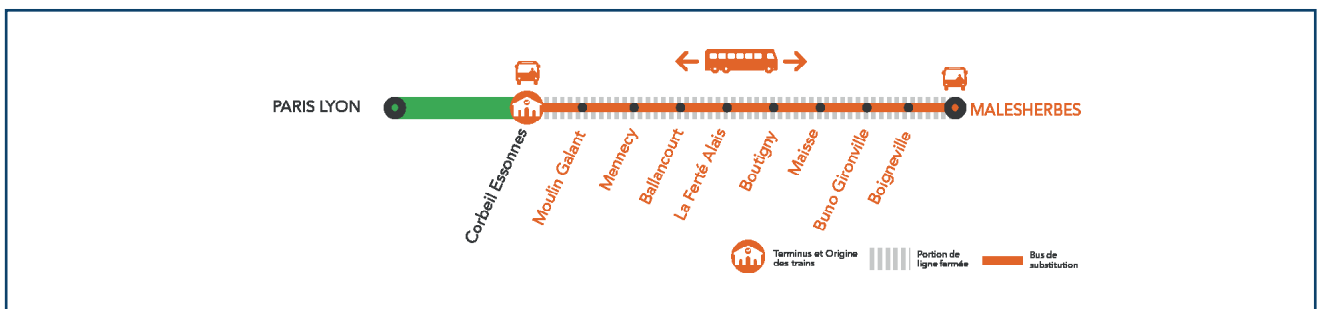 PARIS LYON
MALESHERBES
Corbeil Essonnes
Moulin Galant
Mennecy
Ballancourt
La Ferté Alais
Boutigny
Maisse
Buno Gironville
Boigneville
Terminus et Origine
des trains
Portion de
ligne fermée
Bus de
substitution